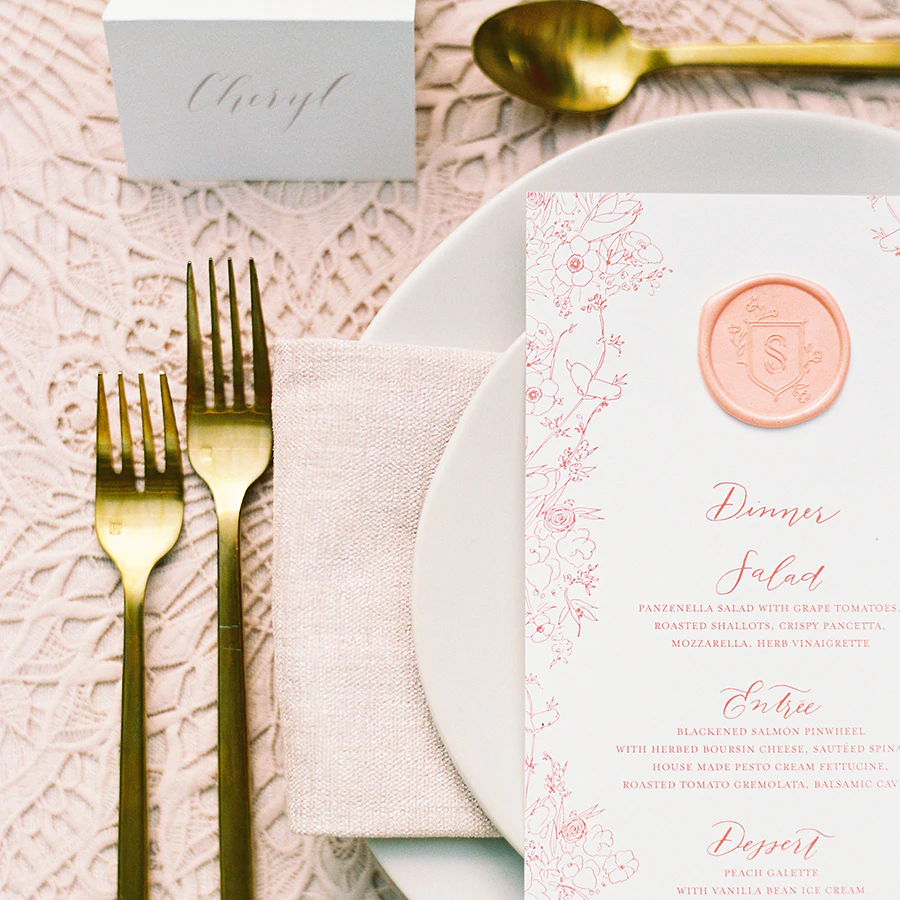 Cheryl
S
Dinner
Salad
PANZENELLA SALAD WITH GRAPE TOMATOES,
ROASTED SHALLOTS, CRISPY PANCETTA,
MOZZARELLA, HERB VINAIGRETTE
Entrée
BLACKENED SALMON PINWHEEL
WITH HERBED BOURSIN CHEESE, SAUTÉED SPINA
HOUSE MADE PESTO CREAM FETTUCINE,
ROASTED TOMATO GREMOLATA, BALSAMIC CAV
Dessert
PEACH GALETTE
WITH VANILLA BEAN ICE CREAM